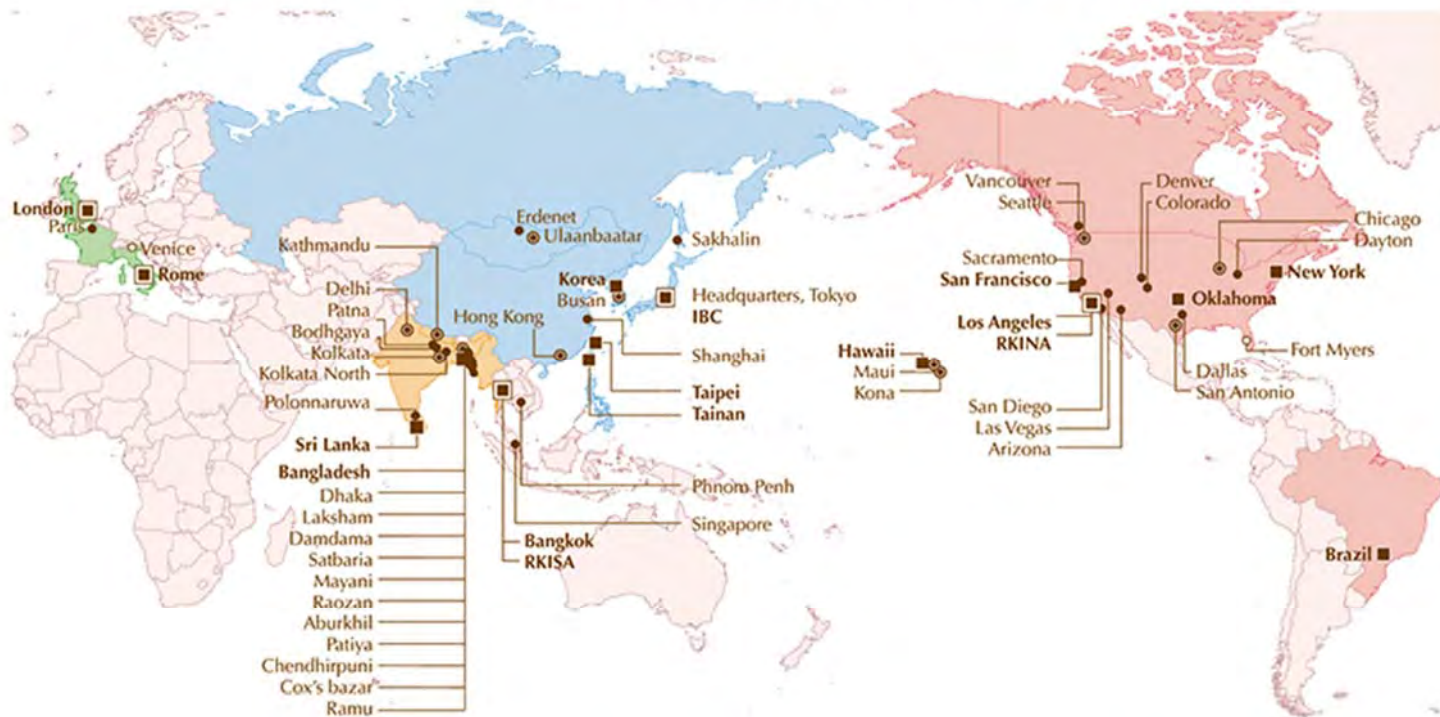 London
Paris
Venice
Rome
Kathmandu
Delhi
Patna
Bodhgaya
Kolkata
Kolkata North
Polonnaruwa
Sri Lanka
Bangladesh
Dhaka
Laksham
Damdama
Satbaria
Mayani
Raozan
Aburkhil
Patiya
Chendhirpuni
Cox's bazar
Ramu
Erdenet
Ulaanbaatar
Sakhalin
Korea
Busan
Hong Kong
Headquarters, Tokyo
IBC
Shanghai
Taipei
Tainan
Phnom Penh
Singapore
Bangkok
RKISA
Hawaii
Maui
Kona
Vancouver
Seattle
Sacramento
San Francisco
Los Angeles
RKINA
San Diego
Las Vegas
Arizona
Denver
Colorado
Chicago
Dayton
New York
Oklahoma
Fort Myers
Dallas
San Antonio
Brazil